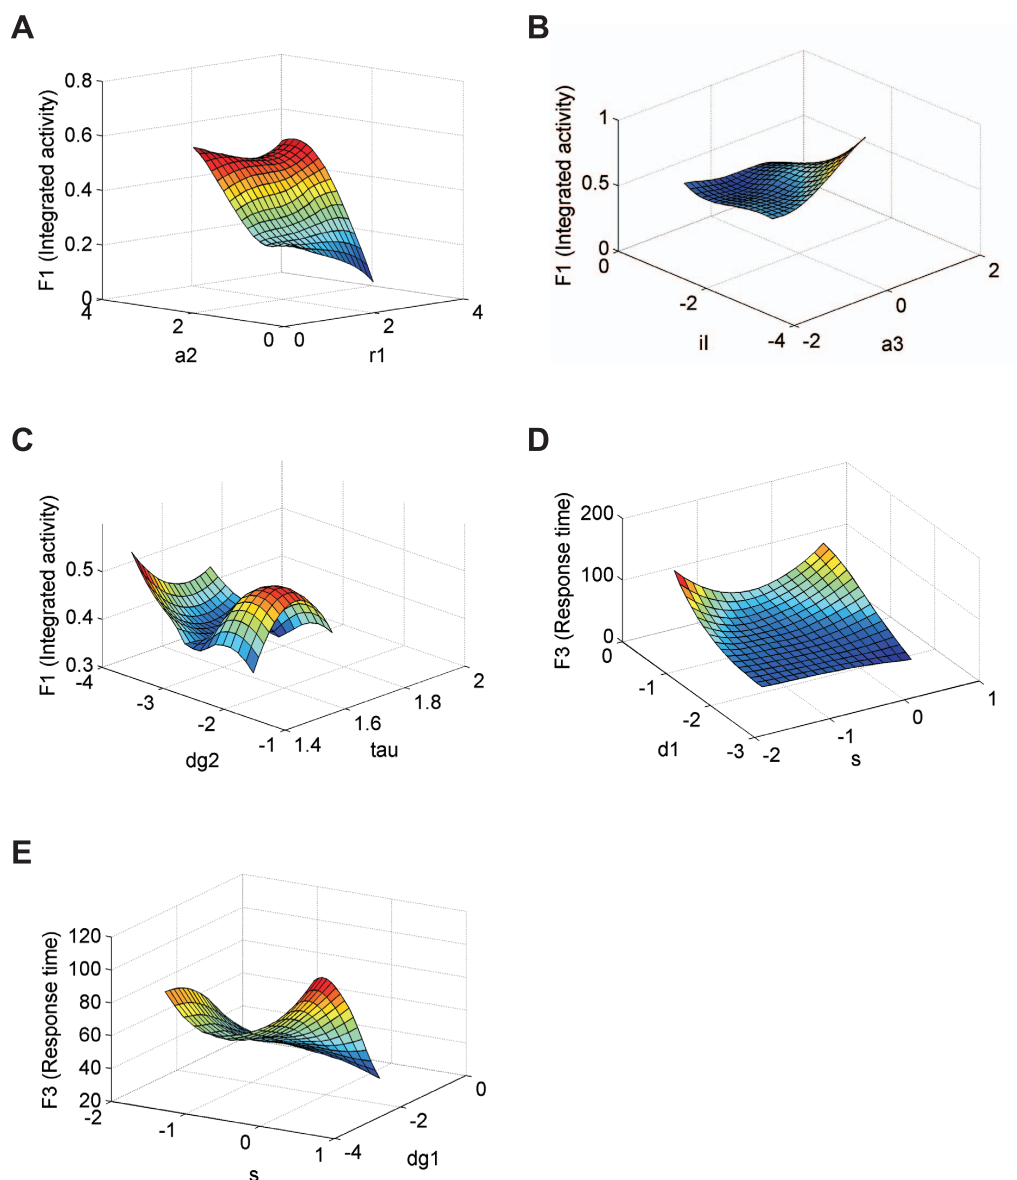 A
F1 (Integrated activity)
0.8
0.6
0.4
0.2
0
4
2
0
a2
0
2
4
r1
B
F1 (Integrated activity)
1
0.5
0
0
-2
-4
il
-2
0
2
a3
C
F1 (Integrated activity)
0.5
0.4
0.3
-4
-3
-2
-1
dg2
1.4
1.6
1.8
2
tau
D
F3 (Response time)
200
100
0
0
-1
-2
-3
d1
-2
-1
0
1
s
E
F3 (Response time)
120
100
80
60
40
20
-2
-1
0
1
s
-4
-2
0
dg1